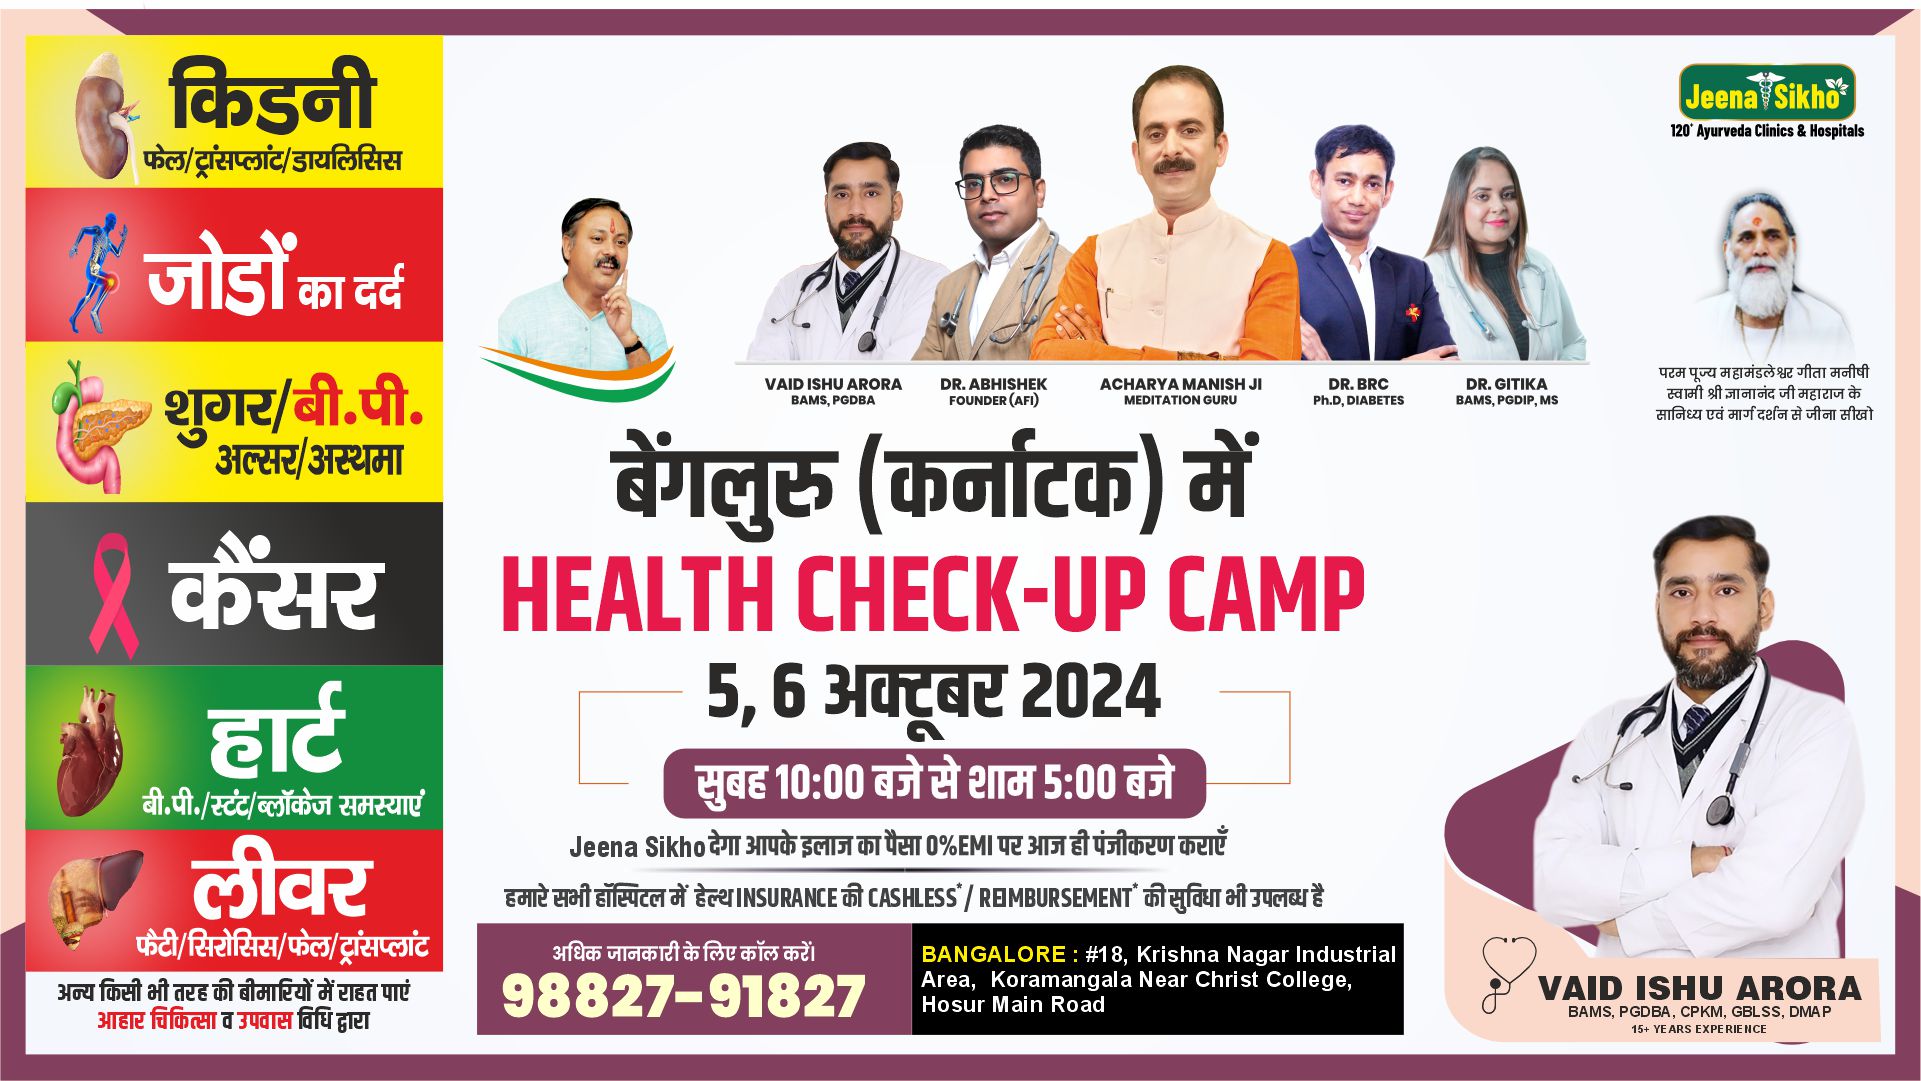 किडनी
फेल/ट्रांसप्लांट/डायलिसिस
जोडों का दर्द
शुगर/बी.पी.
अल्सर/अस्थमा
कैंसर
हार्ट
बी.पी./स्टंट/ब्लॉकेज समस्याएं
लीवर
फैटी/सिरोसिस/फेल/ट्रांसप्लांट
अन्य किसी भी तरह की बीमारियों में राहत पाएं
आहार चिकित्सा व उपवास विधि द्वारा
Jeena Sikho
120+ Ayurveda Clinics & Hospitals
VAID ISHU ARORA
BAMS, PGDBA
DR. ABHISHEK
FOUNDER (AFI)
ACHARYA MANISH JI
MEDITATION GURU
DR. BRC
Ph.D, DIABETES
DR. GITIKA
BAMS, PGDIP, MS
परम पूज्य महामंडलेश्वर गीता मनीषी
स्वामी श्री ज्ञानानंद जी महाराज के
सानिध्य एवं मार्ग दर्शन से जीना सीखो
बेंगलुरु (कर्नाटक) में
HEALTH CHECK-UP CAMP
5, 6 अक्टूबर 2024
सुबह 10:00 बजे से शाम 5:00 बजे
Jeena Sikho देगा आपके इलाज का पैसा 0%EMI पर आज ही पंजीकरण कराएँ
हमारे सभी हॉस्पिटल में हेल्थ INSURANCE की CASHLESS*/ REIMBURSEMENT* की सुविधा भी उपलब्ध है
अधिक जानकारी के लिए कॉल करें।
98827-91827
BANGALORE : #18, Krishna Nagar Industrial
Area, Koramangala Near Christ College,
Hosur Main Road
VAID ISHU ARORA
BAMS, PGDBA, CPKM, GBLSS, DMAP
15+ YEARS EXPERIENCE